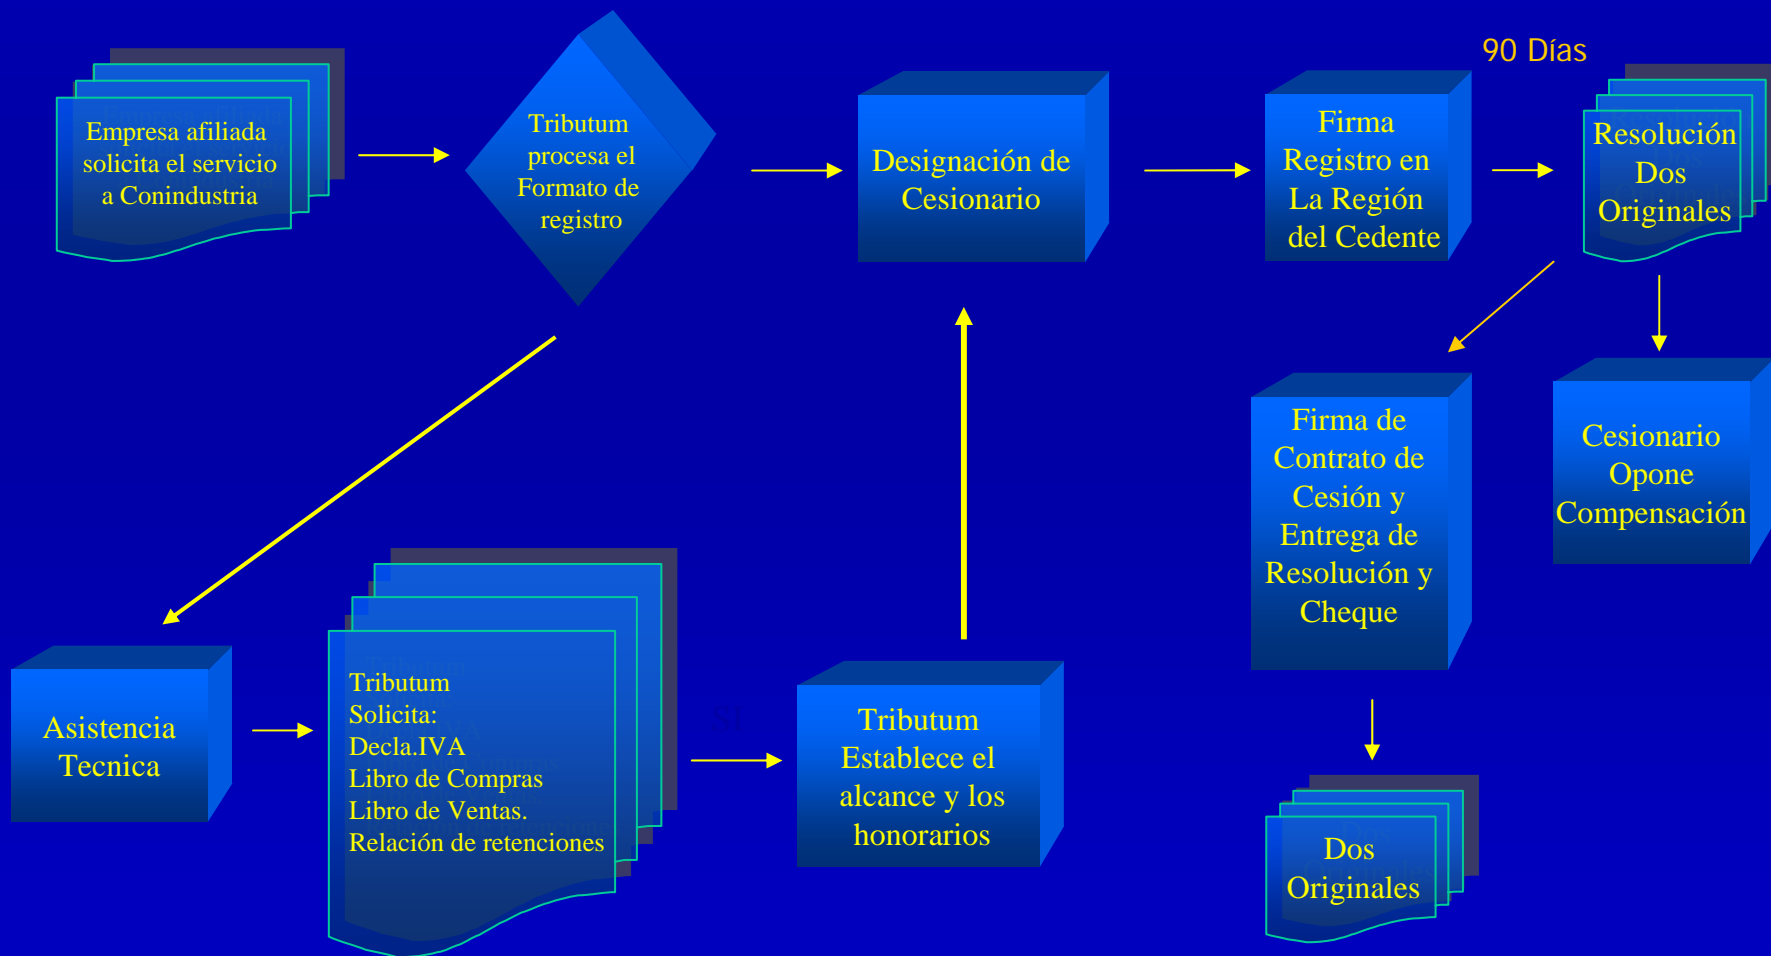 Empresa afiliada
solicita el servicio
a Conindustria
Tributum
procesa el
Formato de
registro
Designación de
Cesionario
Firma
Registro en
La Región
del Cedente
90 Días
Resolución
Dos
Originales
Firma de
Contrato de
Cesión y
Entrega de
Resolución y
Cheque
Cesionario
Opone
Compensación
Asistencia
Tecnica
Tributum
Solicita:
Decla.IVA
Libro de Compras
Libro de Ventas.
Relación de retenciones
SI
Tributum
Establece el
alcance y los
honorarios
Dos
Originales